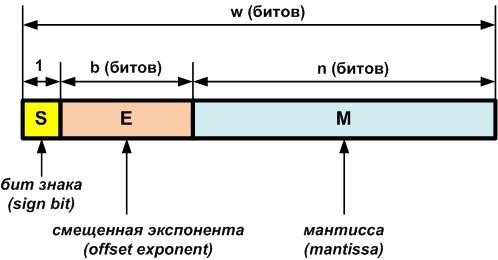 w (битов)
1
b (битов)
n (битов)
S
E
M
бит знака
(sign bit)
смещенная экспонента
(offset exponent)
мантисса
(mantissa)